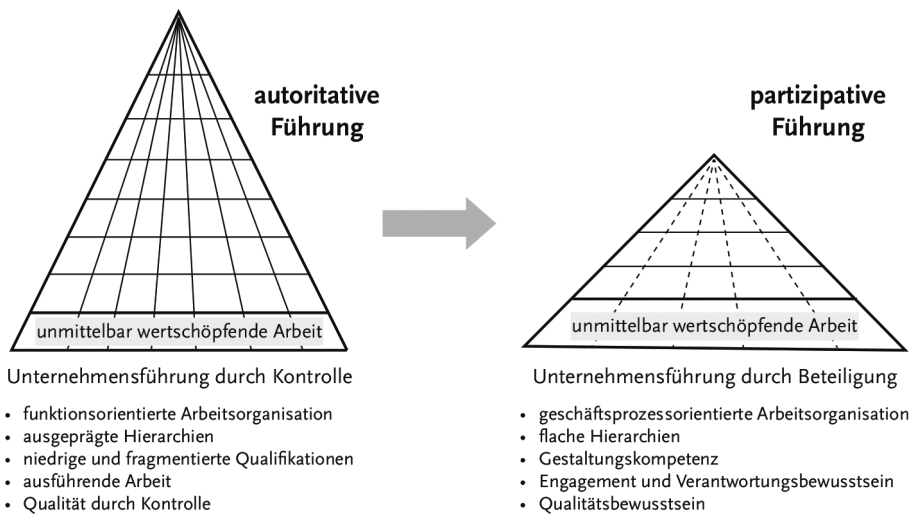 autoritative
Führung
unmittelbar wertschöpfende Arbeit
Unternehmensführung durch Kontrolle
• funktionsorientierte Arbeitsorganisation
• ausgeprägte Hierarchien
• niedrige und fragmentierte Qualifikationen
• ausführende Arbeit
• Qualität durch Kontrolle
partizipative
Führung
unmittelbar wertschöpfende Arbeit
Unternehmensführung durch Beteiligung
• geschäftsprozessorientierte Arbeitsorganisation
• flache Hierarchien
• Gestaltungskompetenz
• Engagement und Verantwortungsbewusstsein
• Qualitätsbewusstsein